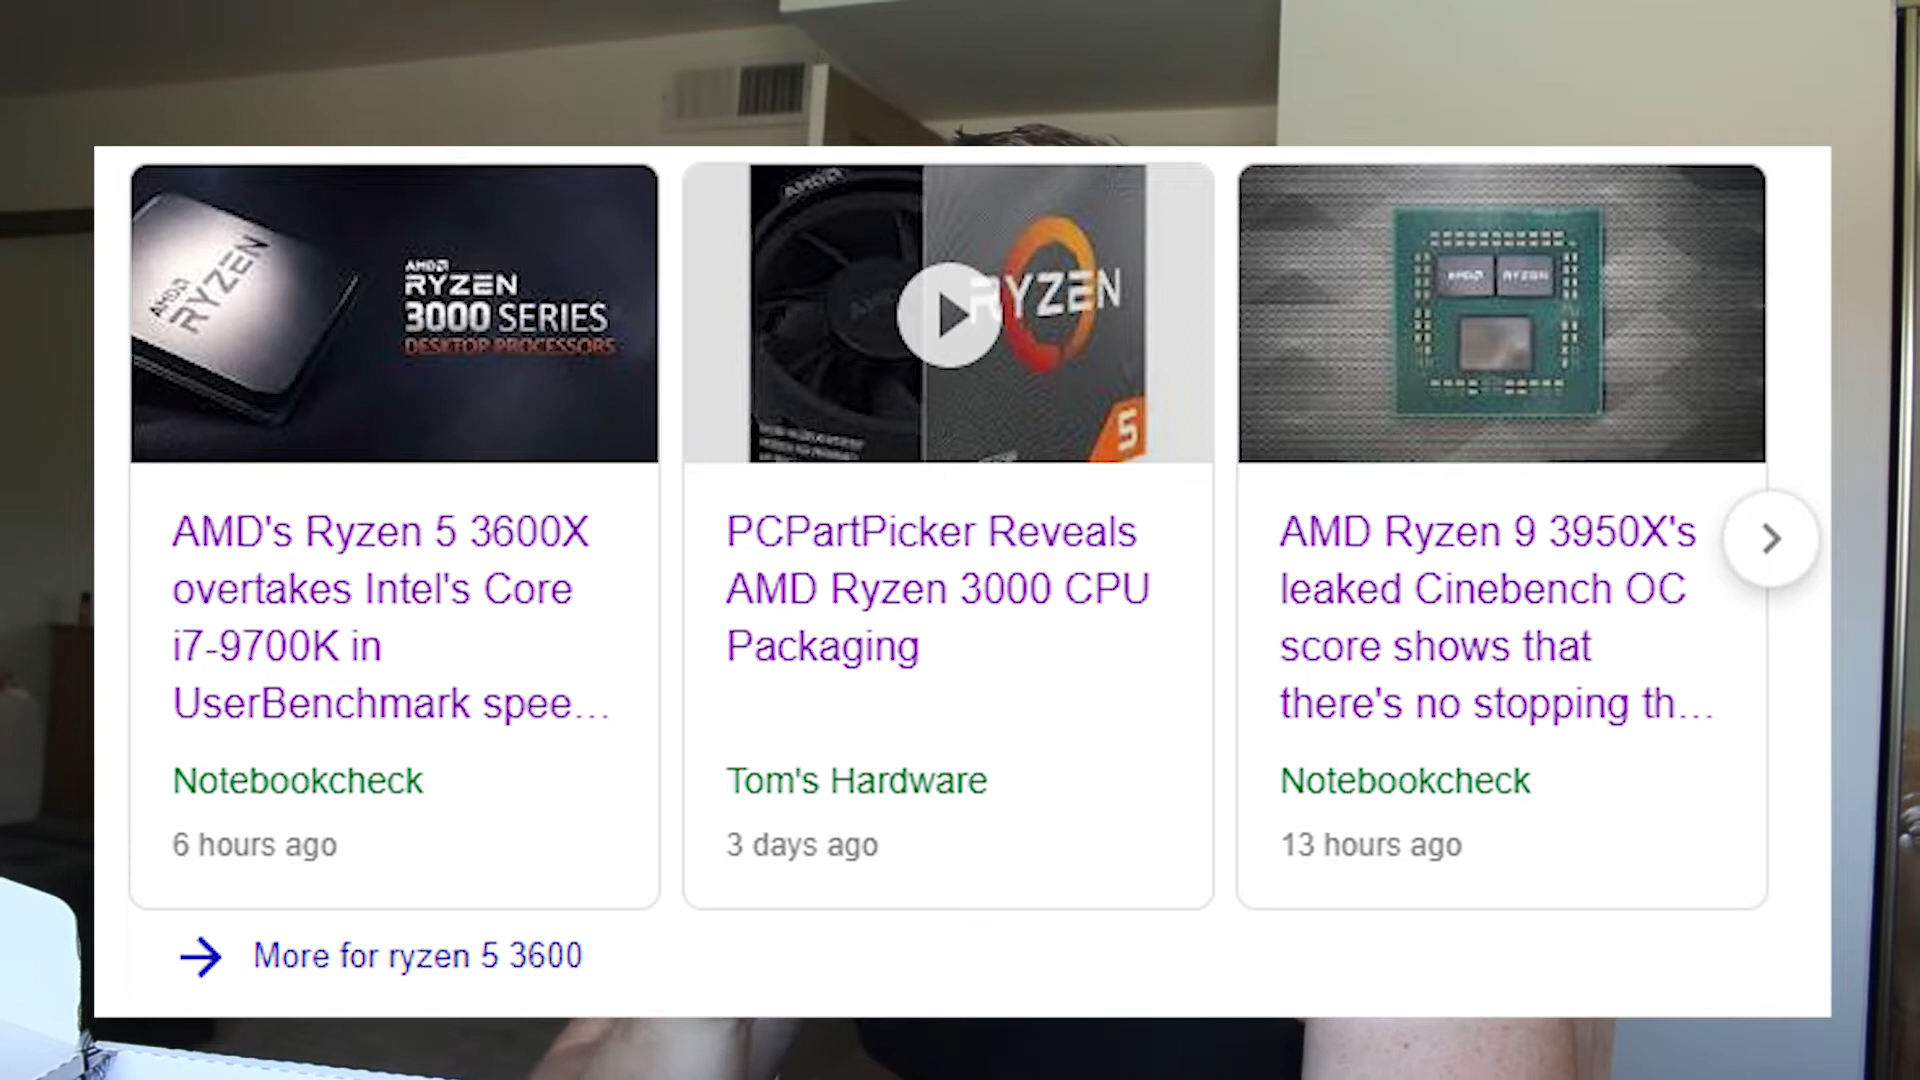 AMD
RYZEN
AMD
RYZEN
3000 SERIES
DESKTOP PROCESSORS
AMD
RYZEN
5
AMD
RYZEN
AMD's Ryzen 5 3600X
overtakes Intel's Core
i7-9700K in
UserBenchmark spee...
Notebookcheck
6 hours ago
PCPartPicker Reveals
AMD Ryzen 3000 CPU
Packaging
Tom's Hardware
3 days ago
AMD Ryzen 9 3950X's
leaked Cinebench OC
score shows that
there's no stopping th...
Notebookcheck
13 hours ago
More for ryzen 5 3600